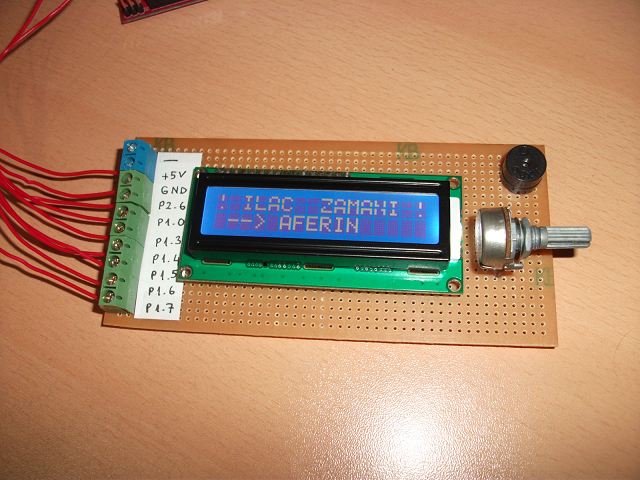 —
+5V
GND
P2.6
P1.0
P1.3
P1.4
P1.5
P1.6
P1.7
! ILAC ZAMANI !
--> AFERIN